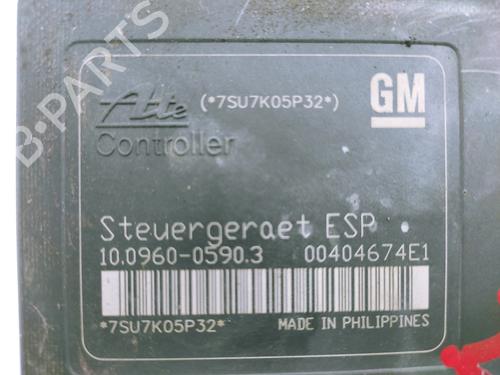 B-PARTS
Ate (*7SU7K05P32*) GM
Controller
Steuergeraet ESP
10.0960-0590.3 00404674E1
*7SU7K05P32* MADE IN PHILIPPINES